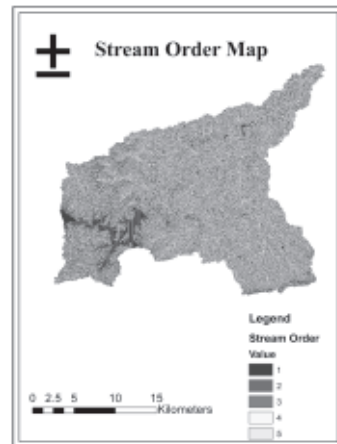 Stream Order Map
Legend
Stream Order
Value
1
2
3
4
5
0 2.5 5 10 15
Kilometers